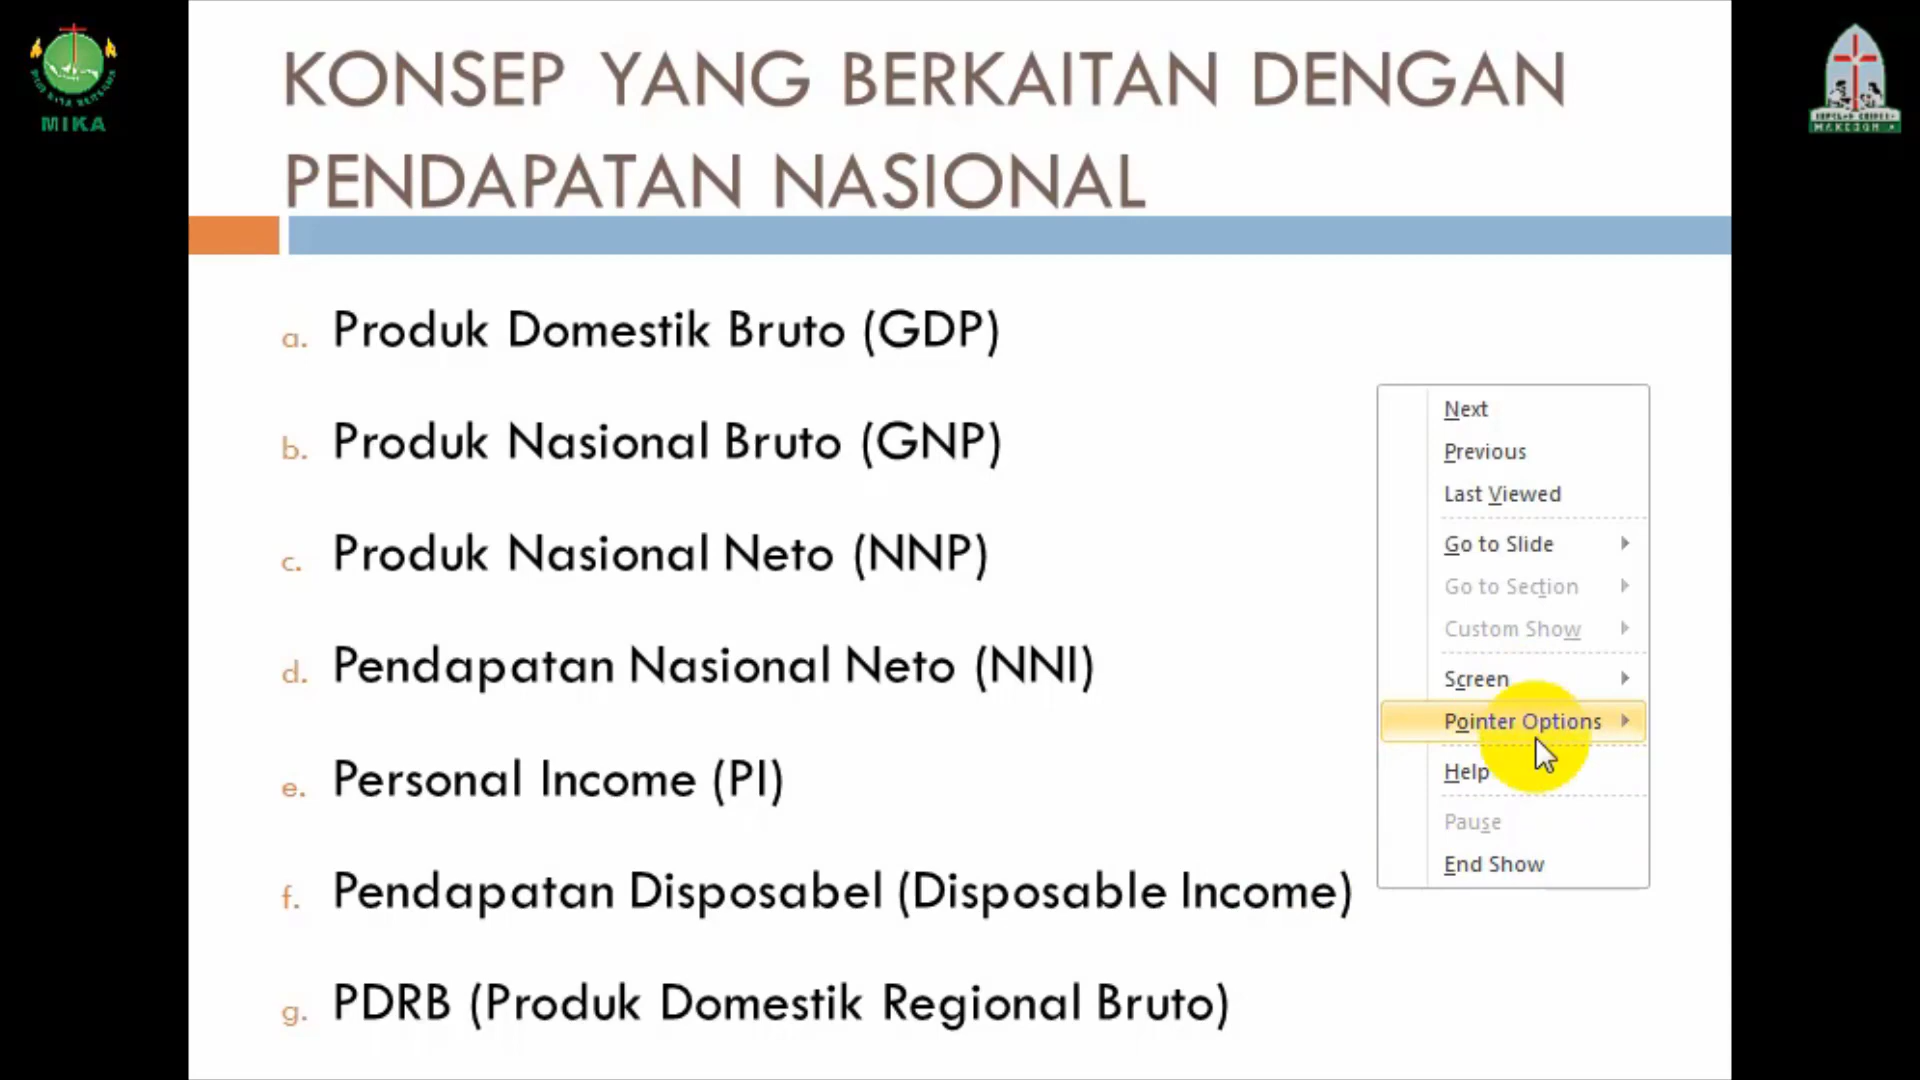 KONSEP YANG BERKAITAN DENGAN
PENDAPATAN NASIONAL
a. Produk Domestik Bruto (GDP)
b. Produk Nasional Bruto (GNP)
c. Produk Nasional Neto (NNP)
d. Pendapatan Nasional Neto (NNI)
e. Personal Income (PI)
f. Pendapatan Disposabel (Disposable Income)
g. PDRB (Produk Domestik Regional Bruto)
Next
Previous
Last Viewed
Go to Slide
Go to Section
Custom Show
Screen
Pointer Options
Help
Pause
End Show
MIKA